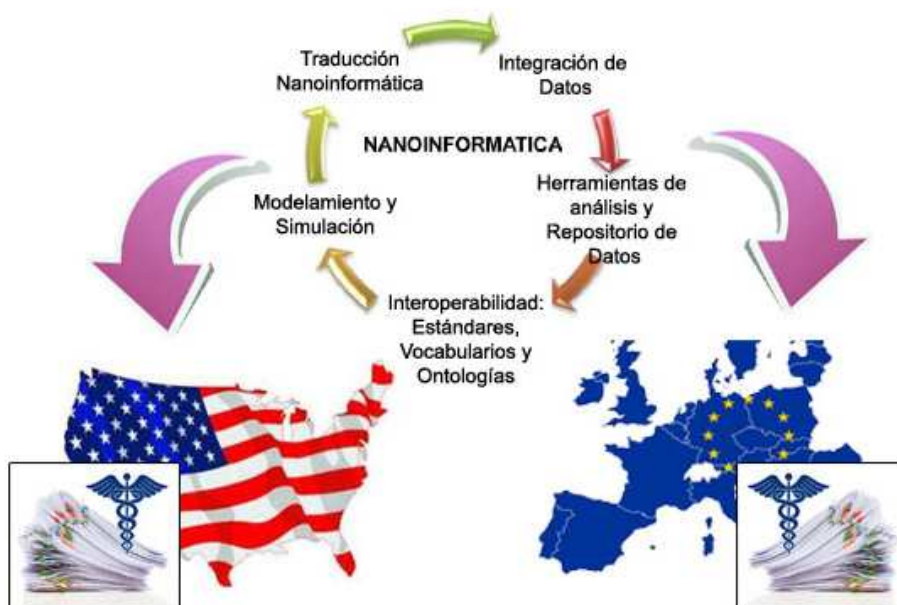 Traducción
Nanoinformática
Integración de
Datos
NANOINFORMATICA
Herramientas de
análisis y
Repositorio de
Datos
Modelamiento y
Simulación
Interoperabilidad:
Estándares,
Vocabularios y
Ontologías